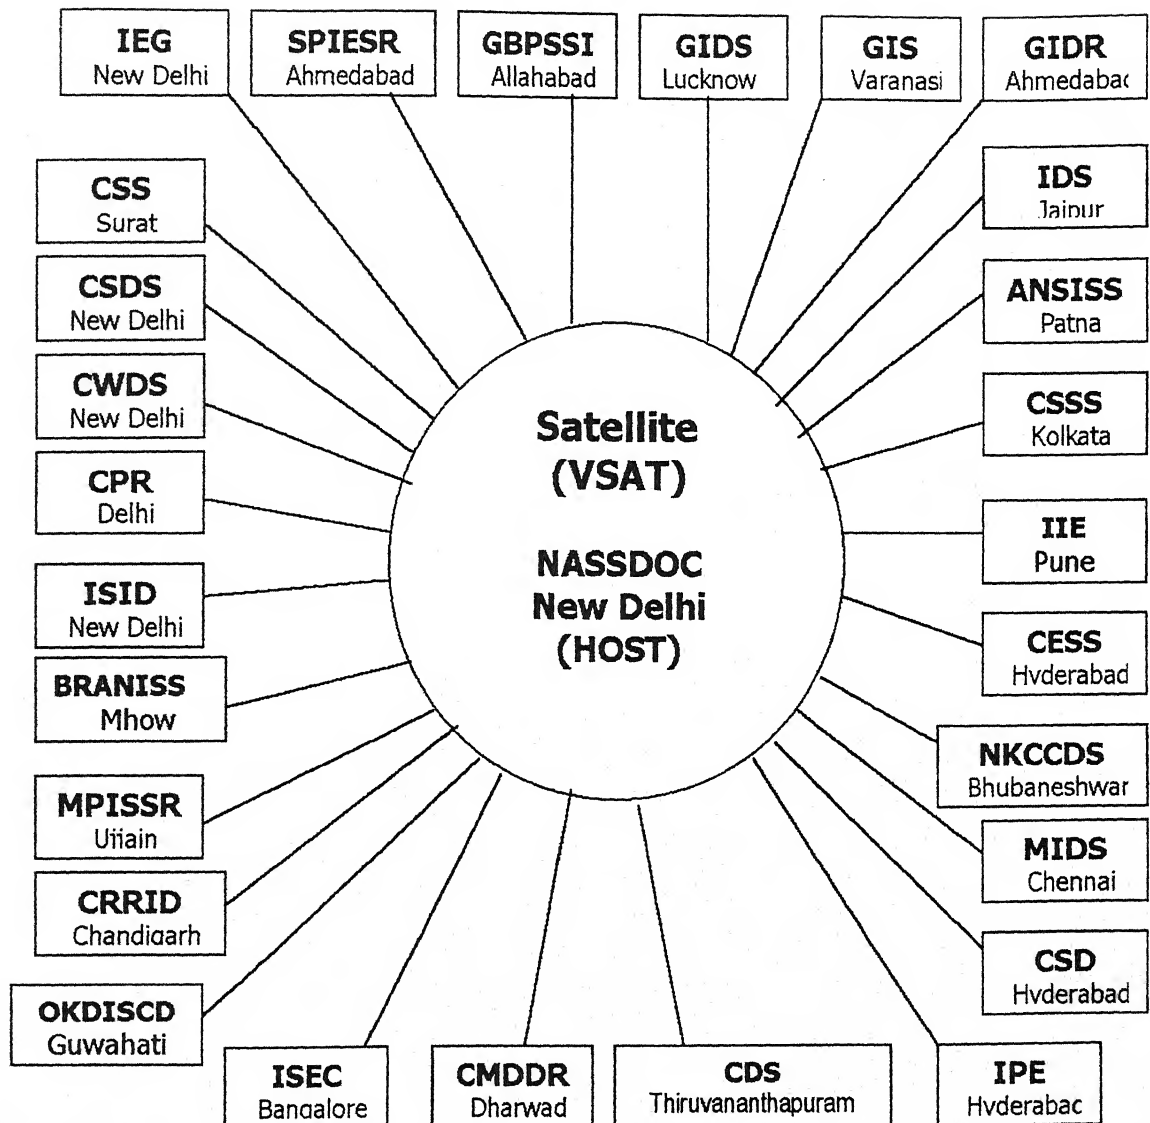 IEG
New Delhi
SPIESR
Ahmedabad
GBPSSI
Allahabad
GIDS
Lucknow
GIS
Varanasi
GIDR
Ahmedabad
CSS
Surat
CSDS
New Delhi
CWDS
New Delhi
CPR
Delhi
ISID
New Delhi
BRANISS
Mhow
MPISSR
Ujjain
CRRID
Chandigarh
OKDISCD
Guwahati
Satellite
(VSAT)
NASSDOC
New Delhi
(HOST)
IDS
Jaipur
ANSISS
Patna
CSSS
Kolkata
IIE
Pune
CESS
Hyderabad
NKCCDS
Bhubaneshwar
MIDS
Chennai
CSD
Hyderabad
ISEC
Bangalore
CMDDR
Dharwad
CDS
Thiruvananthapuram
IPE
Hyderabad